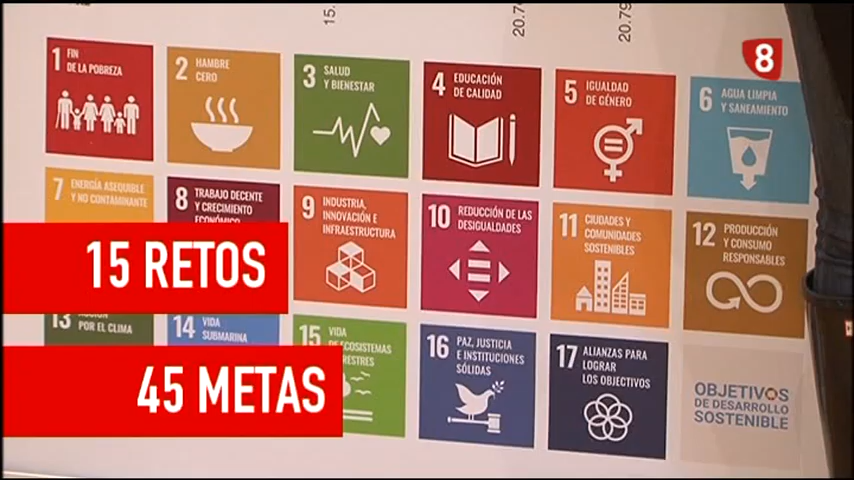 15.
20.79
20.79
8
1 FIN
DE LA POBREZA
2 HAMBRE
CERO
3 SALUD
Y BIENESTAR
4 EDUCACIÓN
DE CALIDAD
5 IGUALDAD
DE GÉNERO
6 AGUA LIMPIA
Y SANEAMIENTO
7 ENERGÍA ASEQUIBLE
Y NO CONTAMINANTE
8 TRABAJO DECENTE
Y CRECIMIENTO
ECONÓMICO
9 INDUSTRIA,
INNOVACIÓN E
INFRAESTRUCTURA
10 REDUCCIÓN DE LAS
DESIGUALDADES
11 CIUDADES Y
COMUNIDADES
SOSTENIBLES
12 PRODUCCIÓN
Y CONSUMO
RESPONSABLES
15 RETOS
13 ACCIÓN
POR EL CLIMA
14 VIDA
SUBMARINA
15 VIDA
DE ECOSISTEMAS
RESTRES
16 PAZ, JUSTICIA
E INSTITUCIONES
SÓLIDAS
17 ALIANZAS PARA
LOGRAR
LOS OBJETIVOS
OBJETIVOS
DE DESARROLLO
SOSTENIBLE
45 METAS